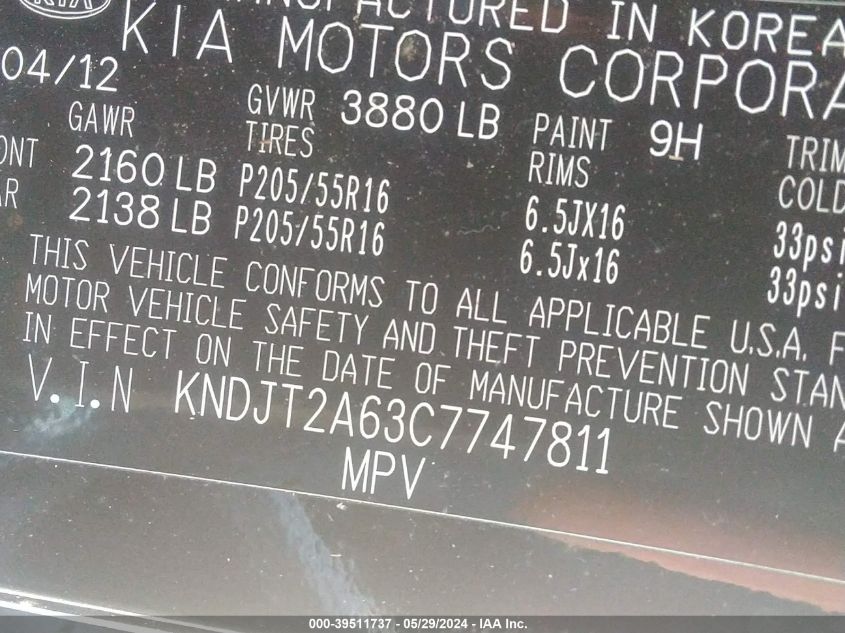 KIA
MANUFACTURED IN KOREA
KIA MOTORS CORPORA
04/12
GAWR GVWR 3880 LB PAINT 9H TRIM
TIRES RIMS COLD
ONT 2160 LB P205/55R16 6.5JX16 33psi
AR 2138 LB P205/55R16 6.5Jx16 33psi
THIS VEHICLE CONFORMS TO ALL APPLICABLE U.S.A. F
MOTOR VEHICLE SAFETY AND THEFT PREVENTION STAN
IN EFFECT ON THE DATE OF MANUFACTURE SHOWN A
V.I.N KNDJT2A63C7747811
MPV
000-39511737 - 05/29/2024 - IAA Inc.